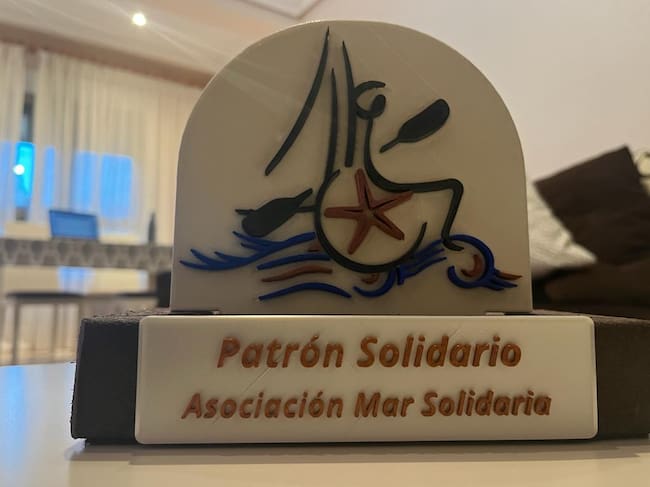 Patrón Solidario
Asociación Mar Solidaria